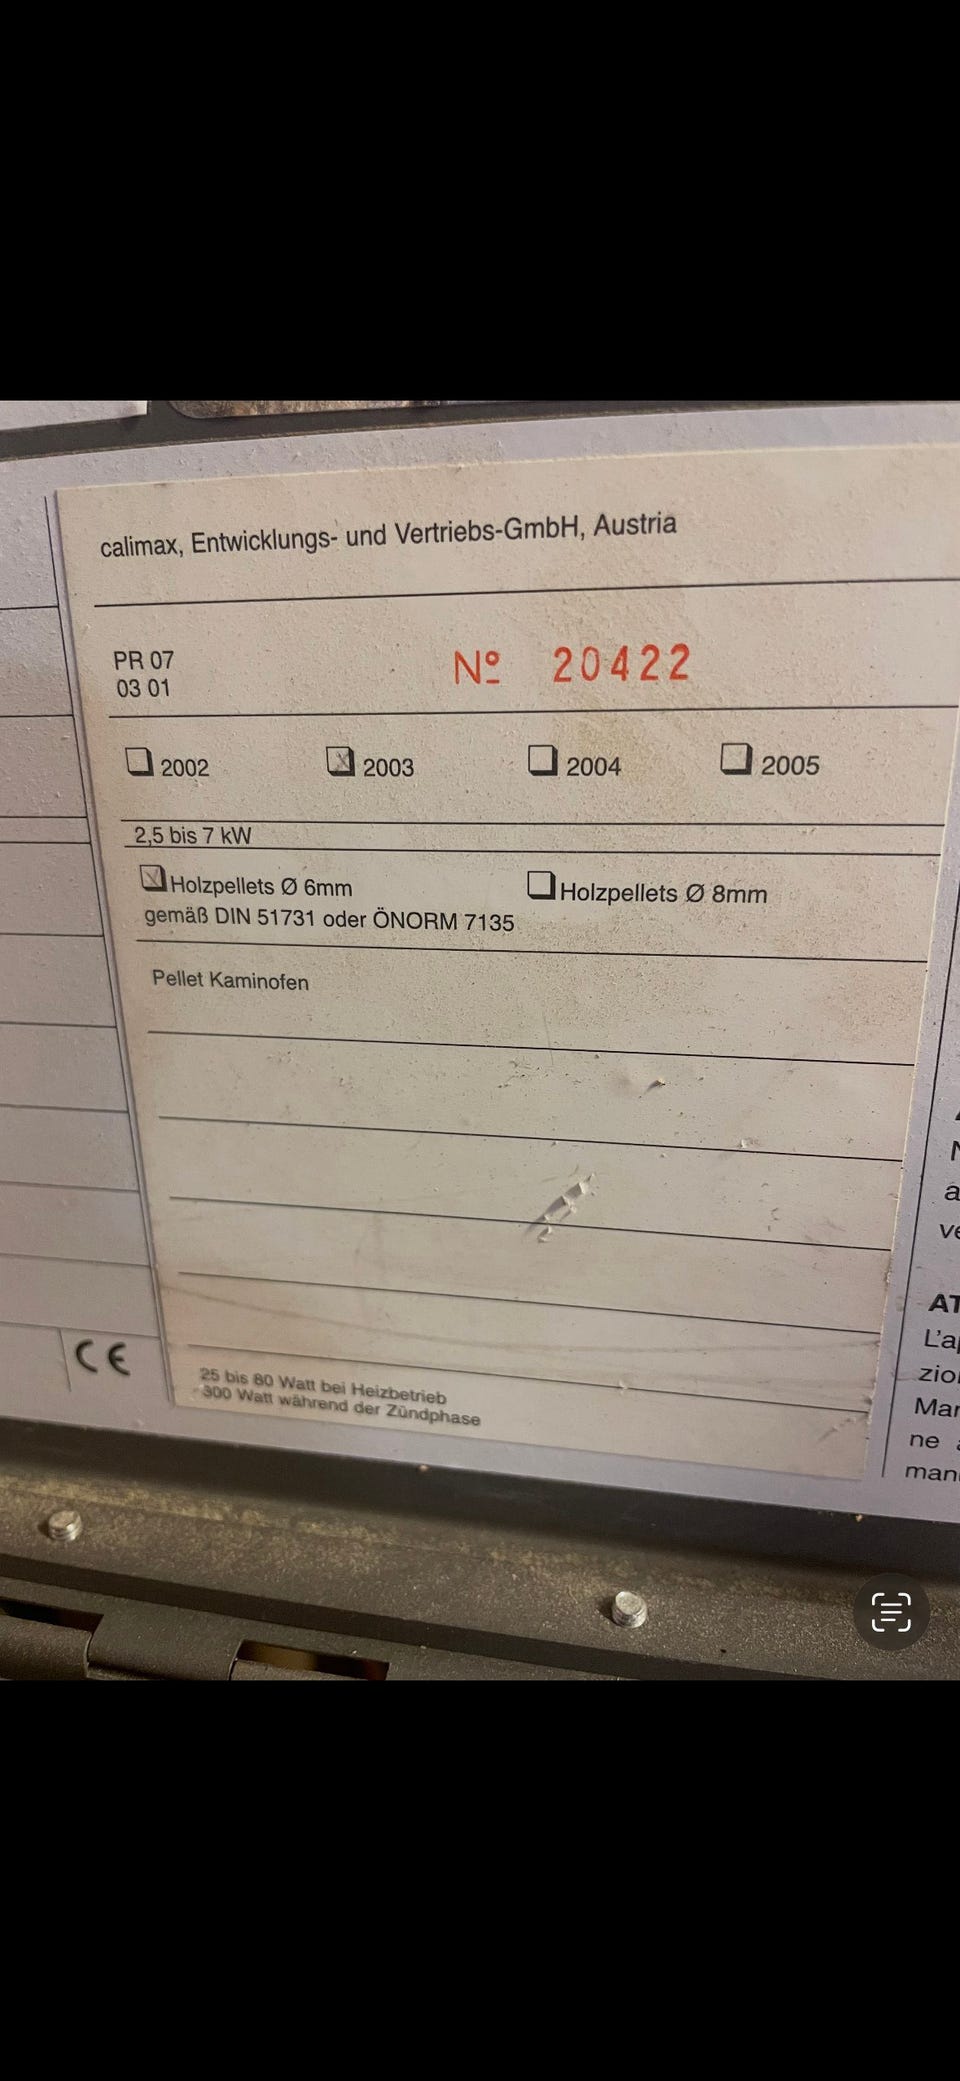 calimax, Entwicklungs- und Vertriebs-GmbH, Austria
PR 07
03 01
Nº 20422
2002 2003 2004 2005
2,5 bis 7 kW
Holzpellets Ø 6mm Holzpellets Ø 8mm
gemäß DIN 51731 oder ÖNORM 7135
Pellet Kaminofen
CE
25 bis 80 Watt bei Heizbetrieb
300 Watt während der Zündphase